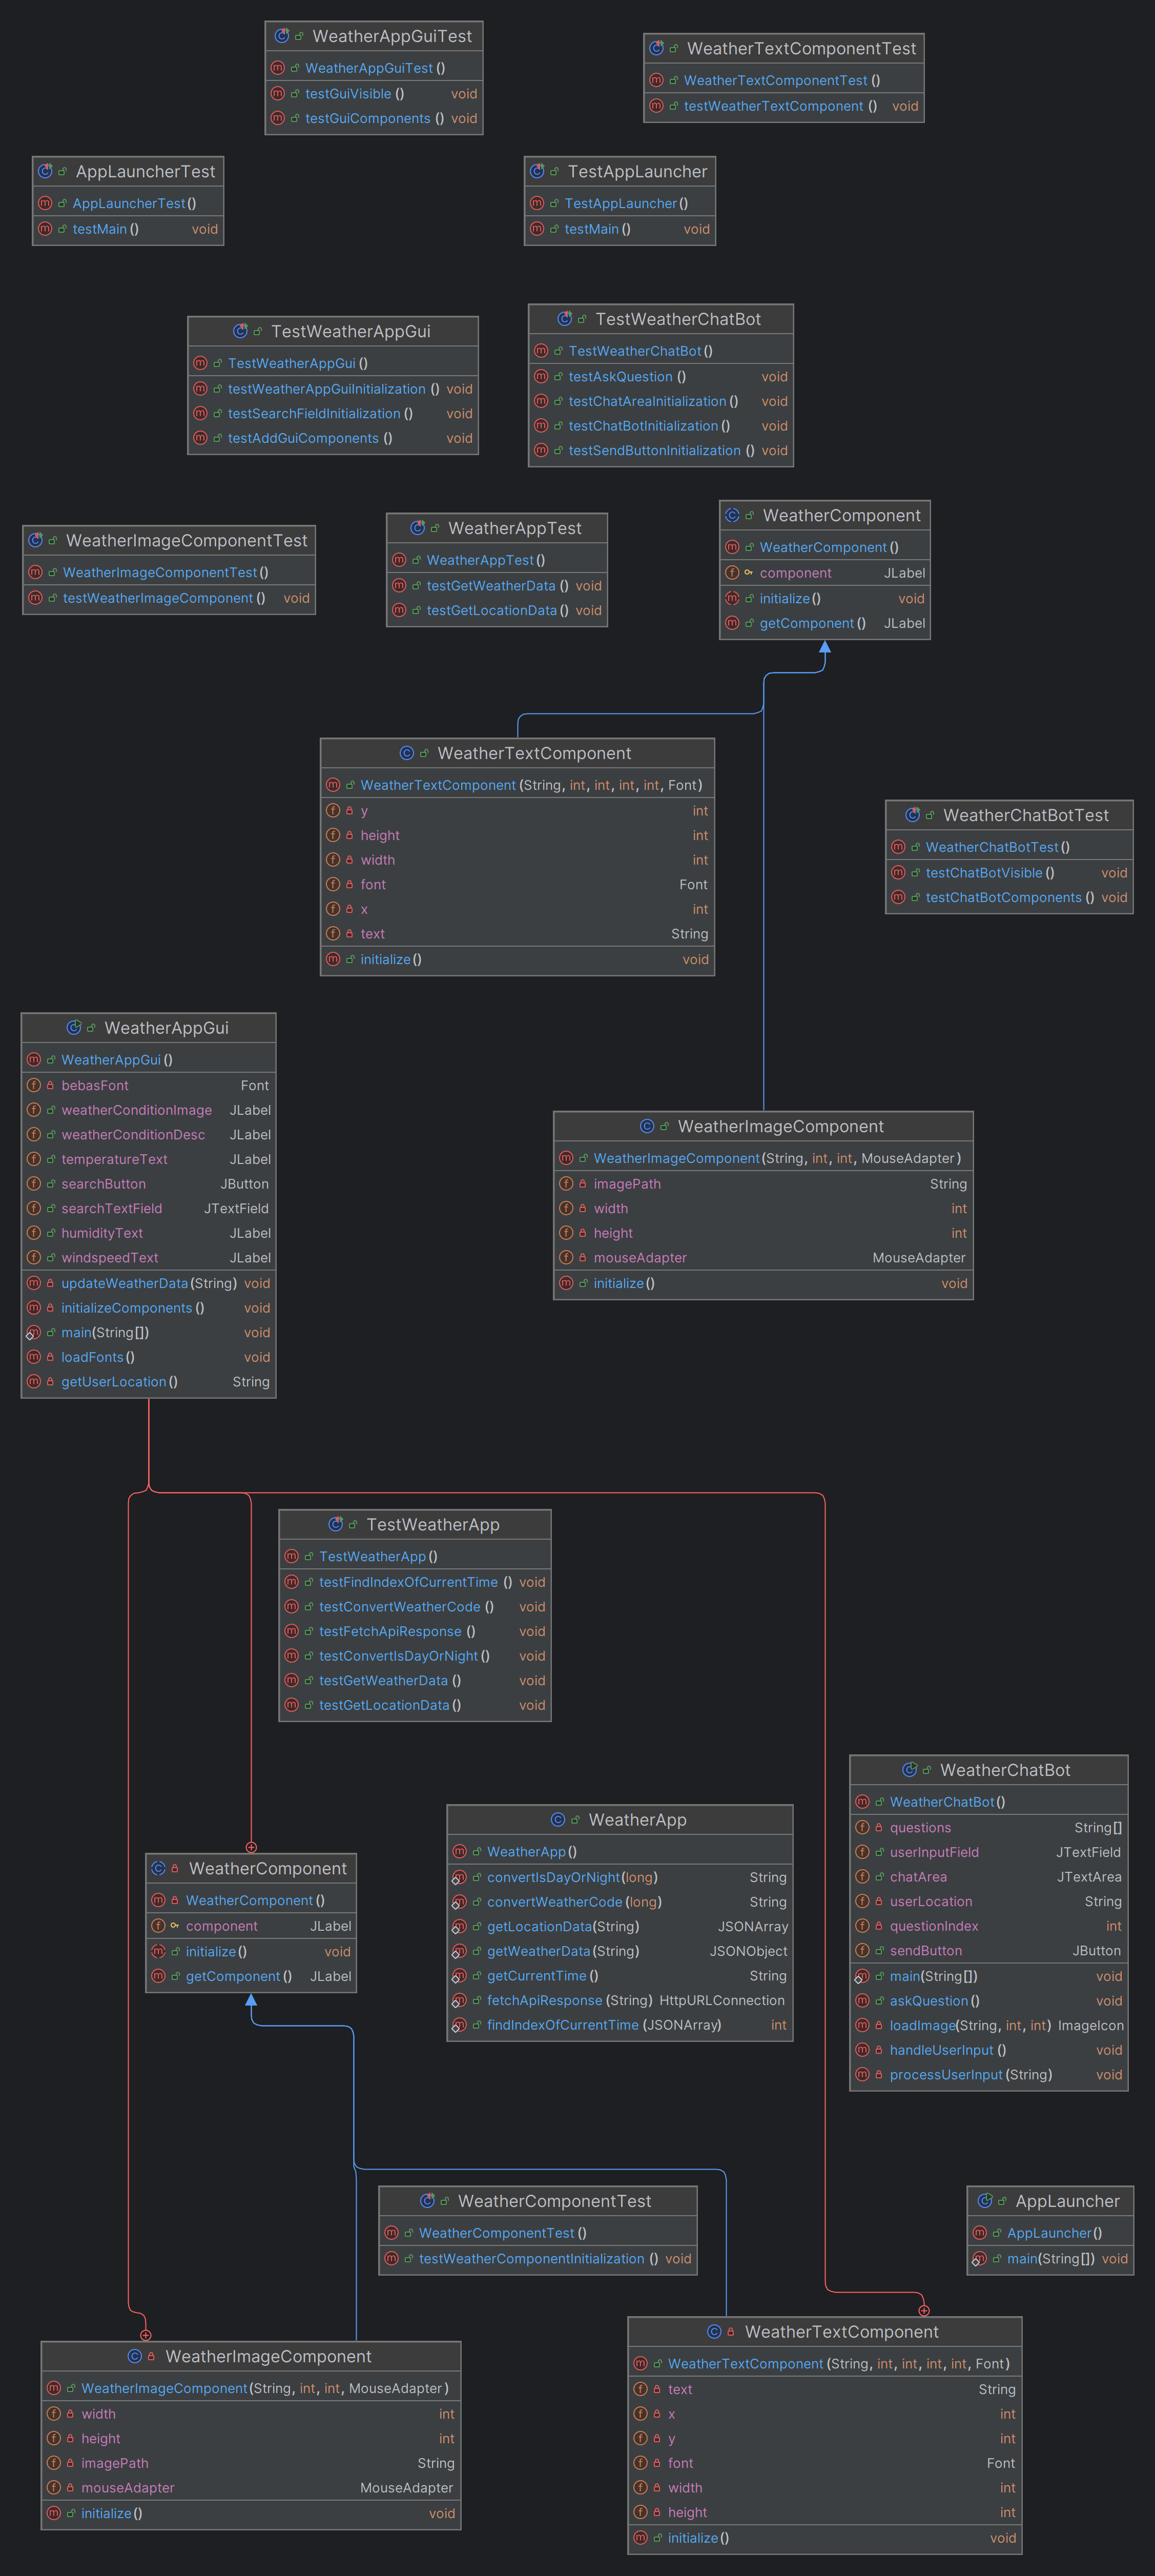 WeatherAppGuiTest
WeatherAppGuiTest()
testGuiVisible() void
testGuiComponents() void
WeatherTextComponentTest
WeatherTextComponentTest()
testWeatherTextComponent() void
AppLauncherTest
AppLauncherTest()
testMain() void
TestAppLauncher
TestAppLauncher()
testMain() void
TestWeatherAppGui
TestWeatherAppGui()
testWeatherAppGuiInitialization() void
testSearchFieldInitialization() void
testAddGuiComponents() void
TestWeatherChatBot
TestWeatherChatBot()
testAskQuestion() void
testChatAreaInitialization() void
testChatBotInitialization() void
testSendButtonInitialization() void
WeatherImageComponentTest
WeatherImageComponentTest()
testWeatherImageComponent() void
WeatherAppTest
WeatherAppTest()
testGetWeatherData() void
testGetLocationData() void
WeatherComponent
WeatherComponent()
component JLabel
initialize() void
getComponent() JLabel
WeatherTextComponent
WeatherTextComponent(String, int, int, int, int, Font)
y int
height int
width int
font Font
x int
text String
initialize() void
WeatherChatBotTest
WeatherChatBotTest()
testChatBotVisible() void
testChatBotComponents() void
WeatherAppGui
WeatherAppGui()
bebasFont Font
weatherConditionImage JLabel
weatherConditionDesc JLabel
temperatureText JLabel
searchButton JButton
searchTextField JTextField
humidityText JLabel
windspeedText JLabel
updateWeatherData(String) void
initializeComponents() void
main(String[]) void
loadFonts() void
getUserLocation() String
WeatherImageComponent
WeatherImageComponent(String, int, int, MouseAdapter)
imagePath String
width int
height int
mouseAdapter MouseAdapter
initialize() void
TestWeatherApp
TestWeatherApp()
testFindIndexOfCurrentTime() void
testConvertWeatherCode() void
testFetchApiResponse() void
testConvertIsDayOrNight() void
testGetWeatherData() void
testGetLocationData() void
WeatherChatBot
WeatherChatBot()
questions String[]
userInputField JTextField
chatArea JTextArea
userLocation String
questionIndex int
sendButton JButton
main(String[]) void
askQuestion() void
loadImage(String, int, int) ImageIcon
handleUserInput() void
processUserInput(String) void
WeatherApp
WeatherApp()
convertIsDayOrNight(long) String
convertWeatherCode(long) String
getLocationData(String) JSONArray
getWeatherData(String) JSONObject
getCurrentTime() String
fetchApiResponse(String) HttpURLConnection
findIndexOfCurrentTime(JSONArray) int
WeatherComponent
WeatherComponent()
component JLabel
initialize() void
getComponent() JLabel
WeatherComponentTest
WeatherComponentTest()
testWeatherComponentInitialization() void
AppLauncher
AppLauncher()
main(String[]) void
WeatherImageComponent
WeatherImageComponent(String, int, int, MouseAdapter)
width int
height int
imagePath String
mouseAdapter MouseAdapter
initialize() void
WeatherTextComponent
WeatherTextComponent(String, int, int, int, int, Font)
text String
x int
y int
font Font
width int
height int
initialize() void